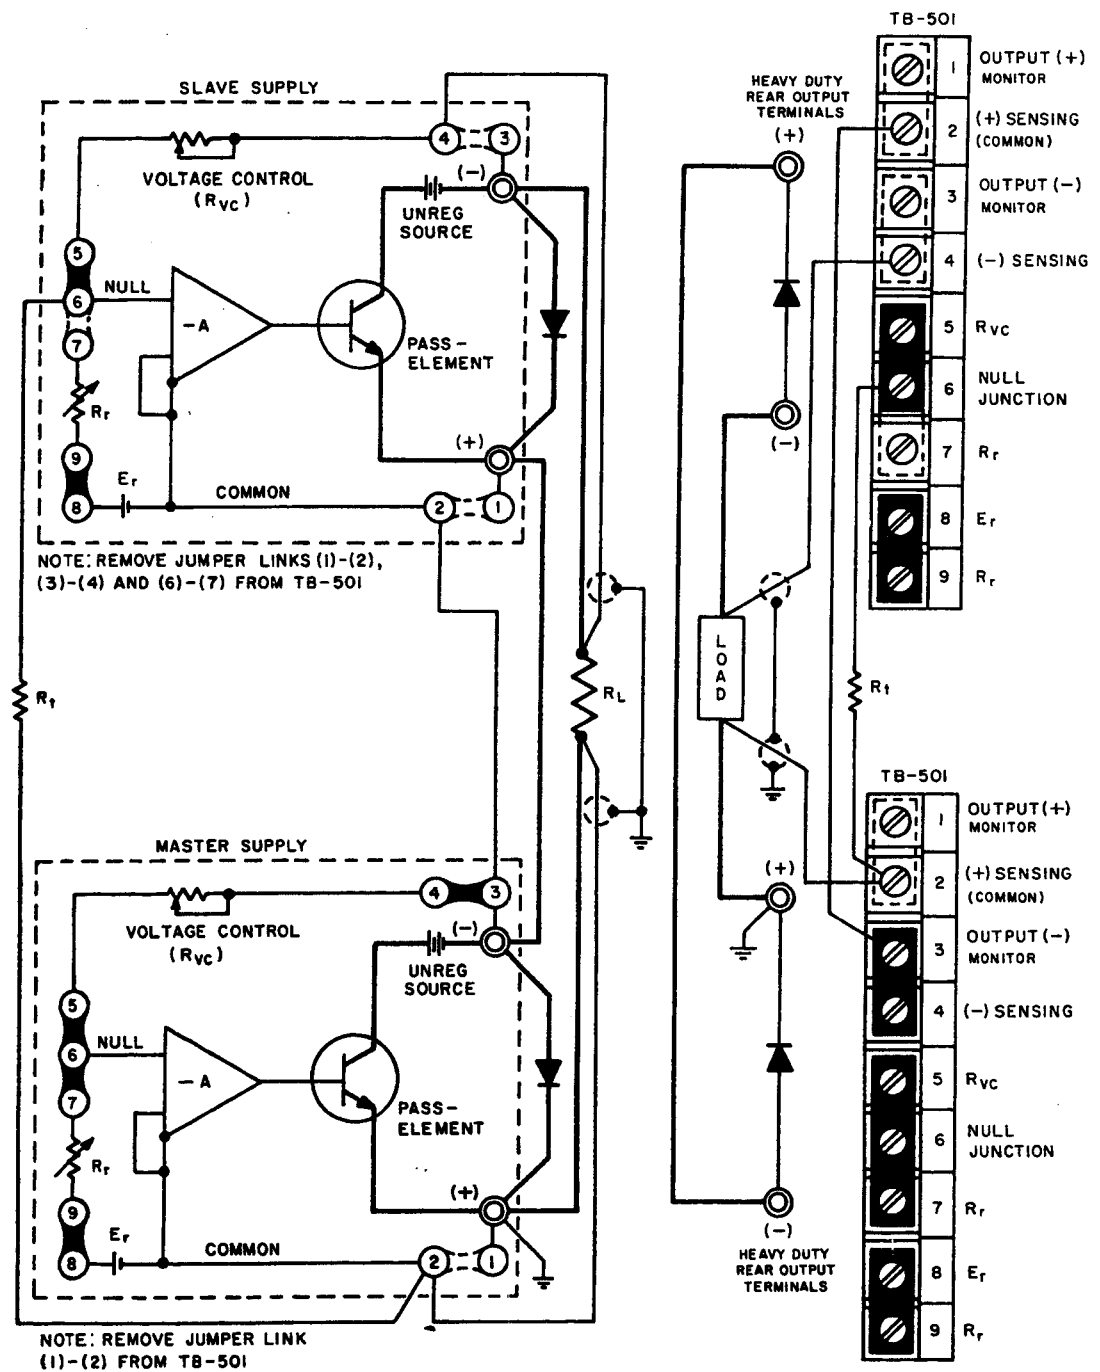 SLAVE SUPPLY
4
3
(−)
VOLTAGE CONTROL
(RVC)
UNREG
SOURCE
5
6
NULL
7
−A
PASS−
ELEMENT
Rr
9
(+)
Er
COMMON
8
2
1
NOTE: REMOVE JUMPER LINKS (1)-(2),
(3)-(4) AND (6)-(7) FROM TB-501
Rt
RL
MASTER SUPPLY
4
3
(−)
VOLTAGE CONTROL
(RVC)
UNREG
SOURCE
5
6
NULL
7
−A
PASS−
ELEMENT
Rr
9
(+)
Er
COMMON
8
2
1
NOTE: REMOVE JUMPER LINK
(1)-(2) FROM TB-501
HEAVY DUTY
REAR OUTPUT
TERMINALS
(+)
(−)
LOAD
(+)
(−)
HEAVY DUTY
REAR OUTPUT
TERMINALS
TB-501
1 OUTPUT (+)
MONITOR
2 (+) SENSING
(COMMON)
3 OUTPUT (−)
MONITOR
4 (−) SENSING
5 RVC
6 NULL
JUNCTION
7 Rr
8 Er
9 Rr
Rt
TB-501
1 OUTPUT (+)
MONITOR
2 (+) SENSING
(COMMON)
3 OUTPUT (−)
MONITOR
4 (−) SENSING
5 RVC
6 NULL
JUNCTION
7 Rr
8 Er
9 Rr